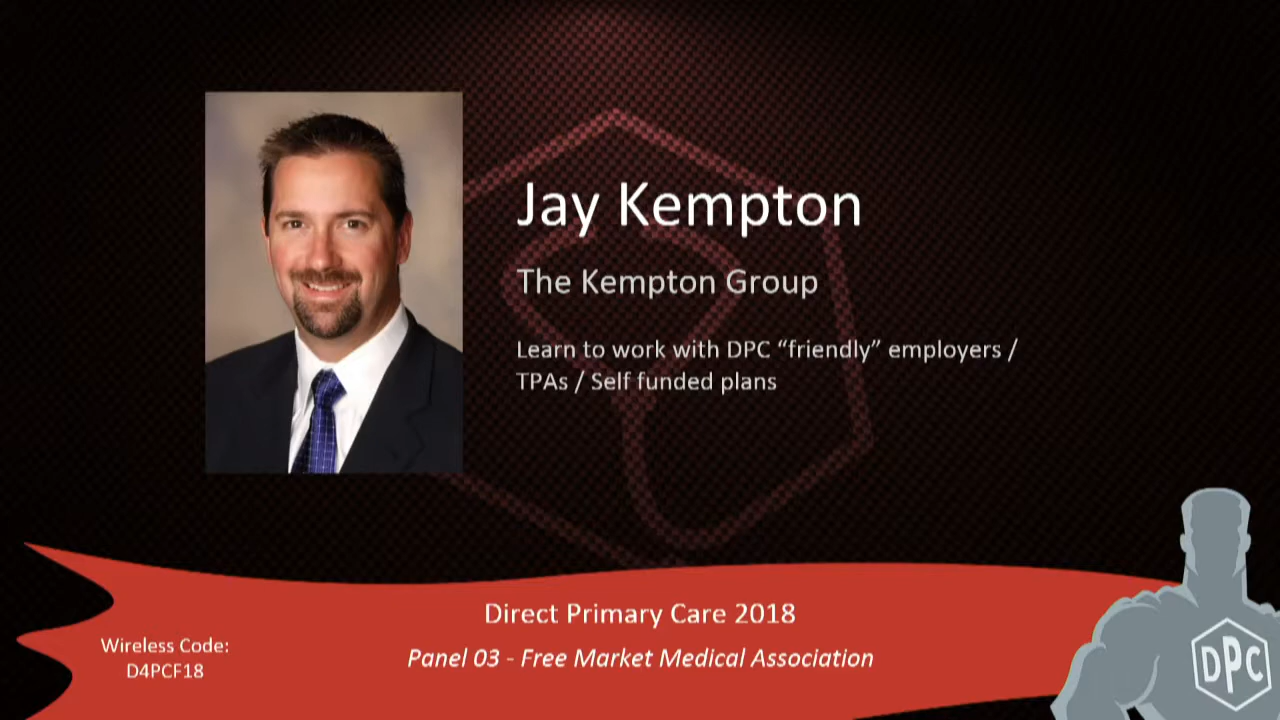 Jay Kempton
The Kempton Group
Learn to work with DPC “friendly” employers /
TPAs / Self funded plans
Direct Primary Care 2018
Panel 03 - Free Market Medical Association
Wireless Code:
D4PCF18
DPC